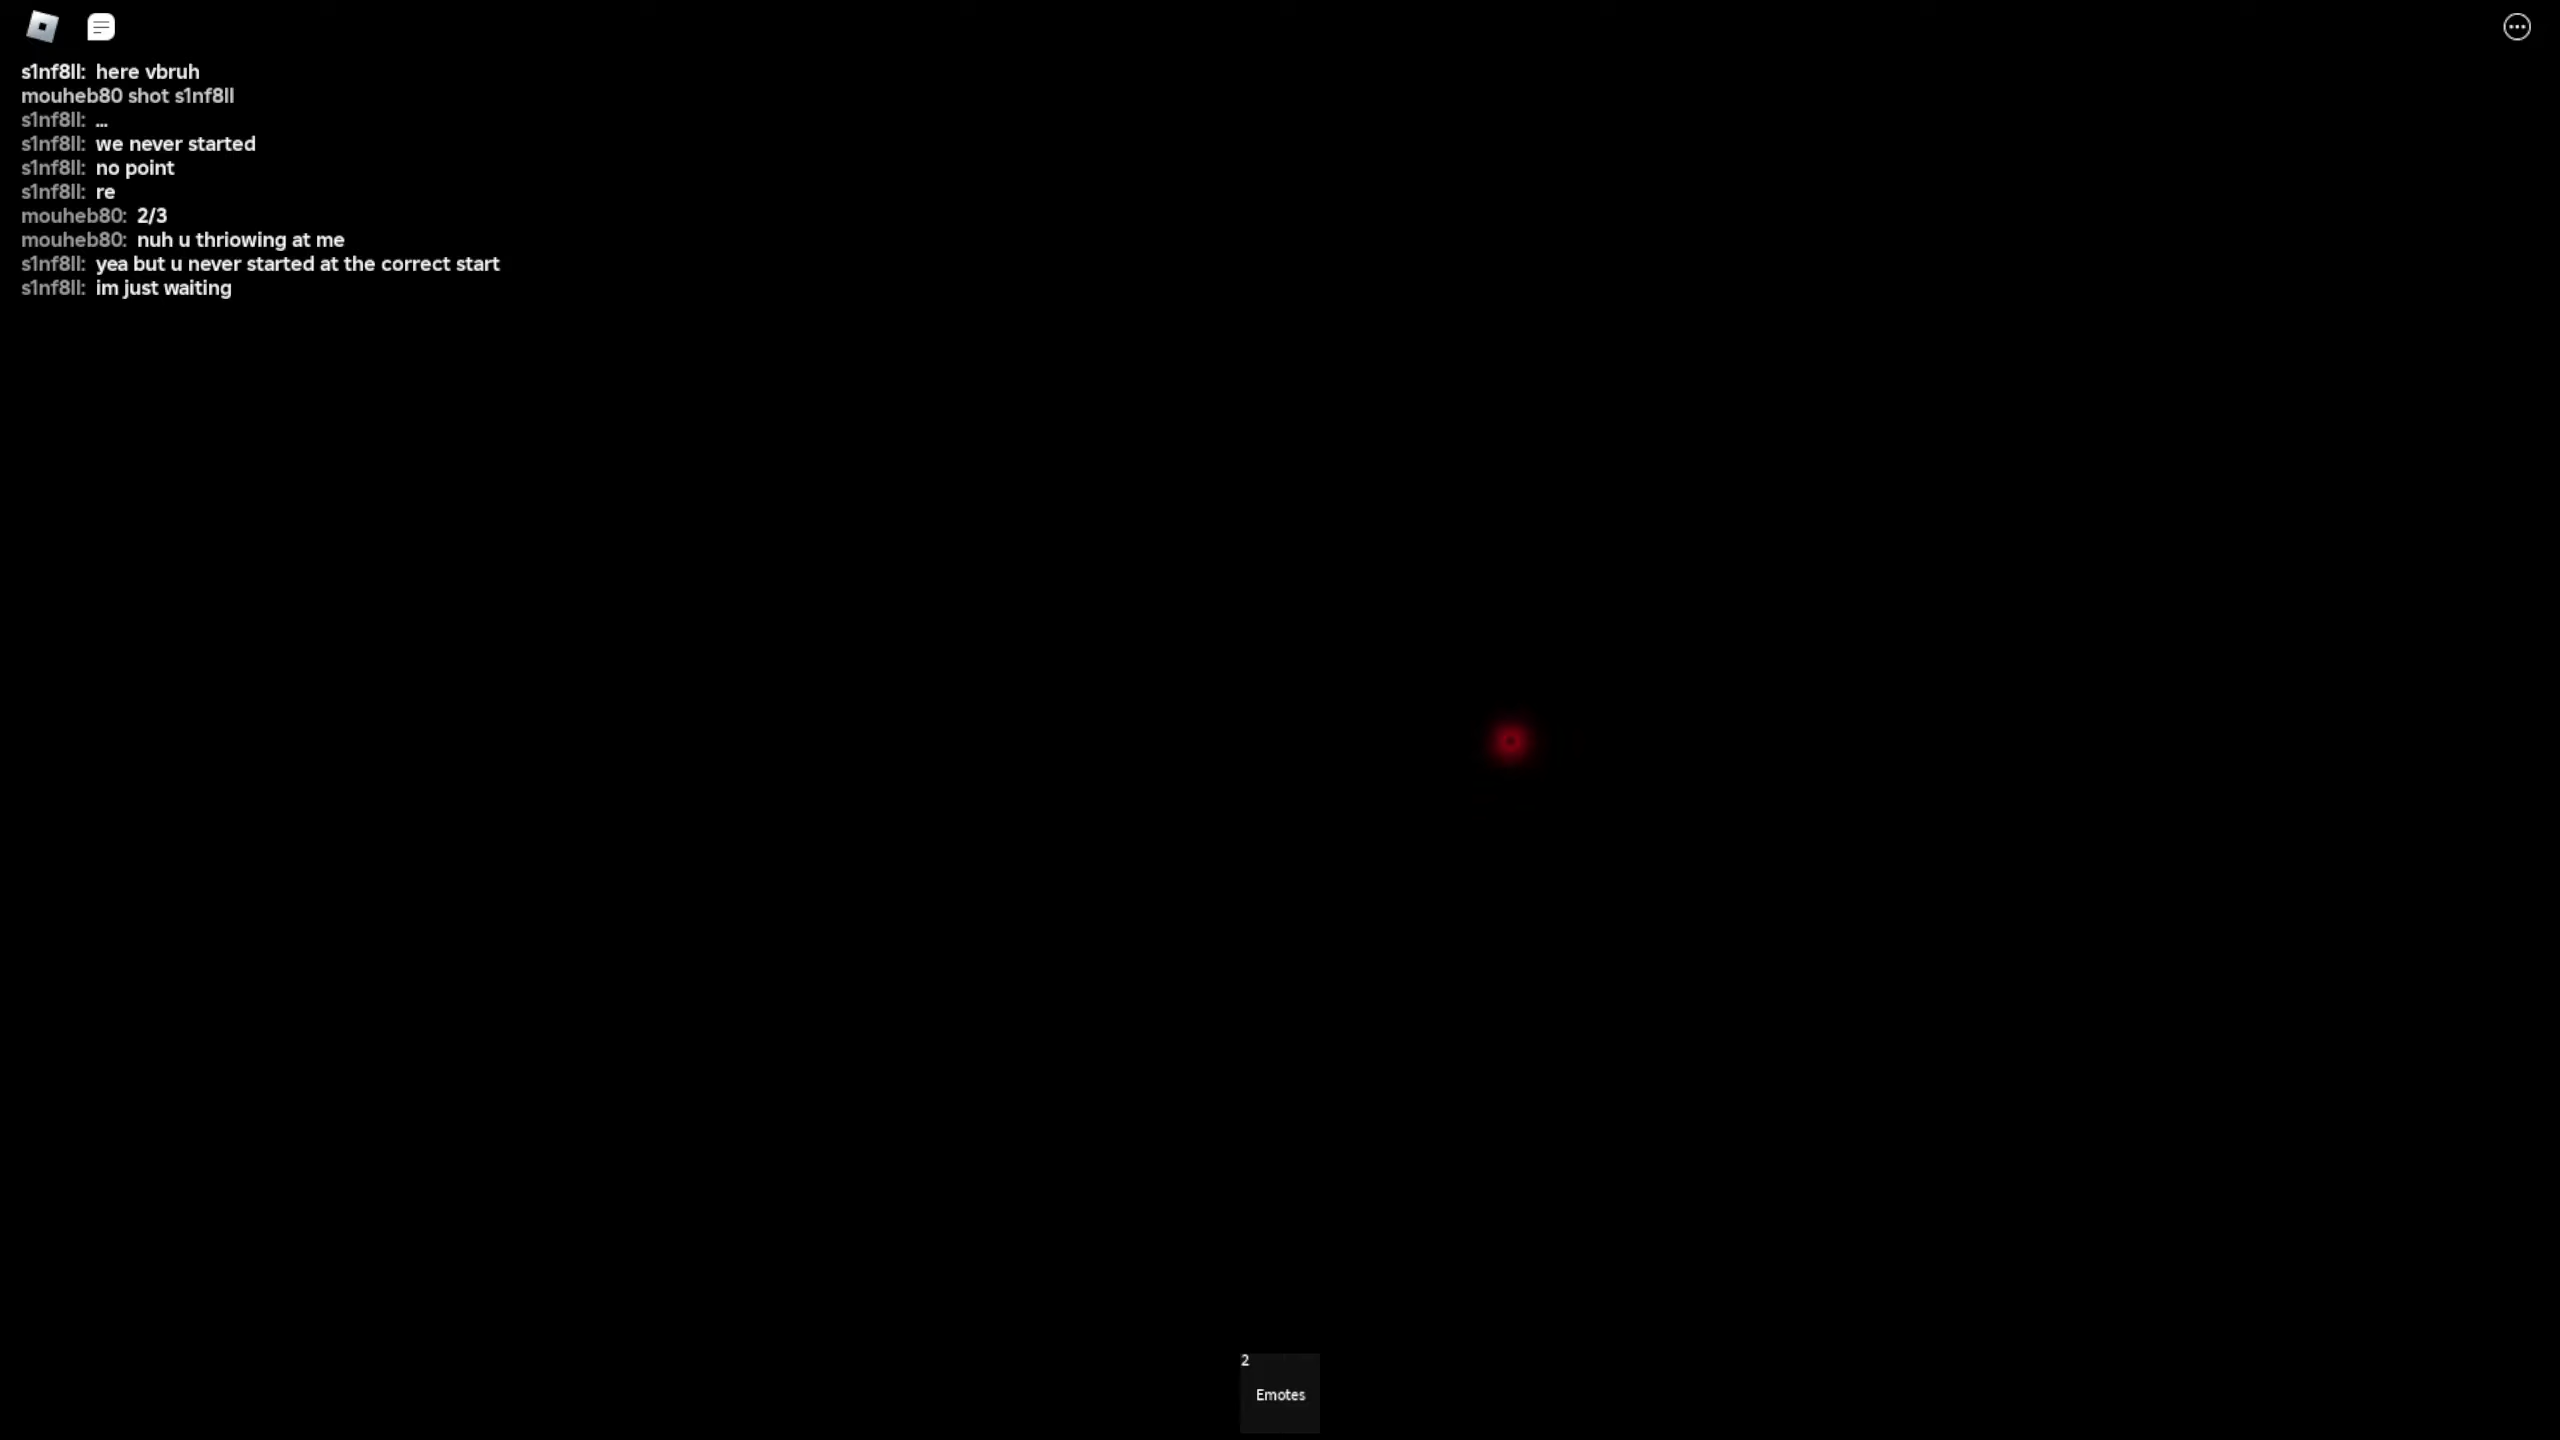 s1nf8ll: here vbruh
mouheb80 shot s1nf8ll
s1nf8ll: ...
s1nf8ll: we never started
s1nf8ll: no point
s1nf8ll: re
mouheb80: 2/3
mouheb80: nuh u thriowing at me
s1nf8ll: yea but u never started at the correct start
s1nf8ll: im just waiting
2
Emotes